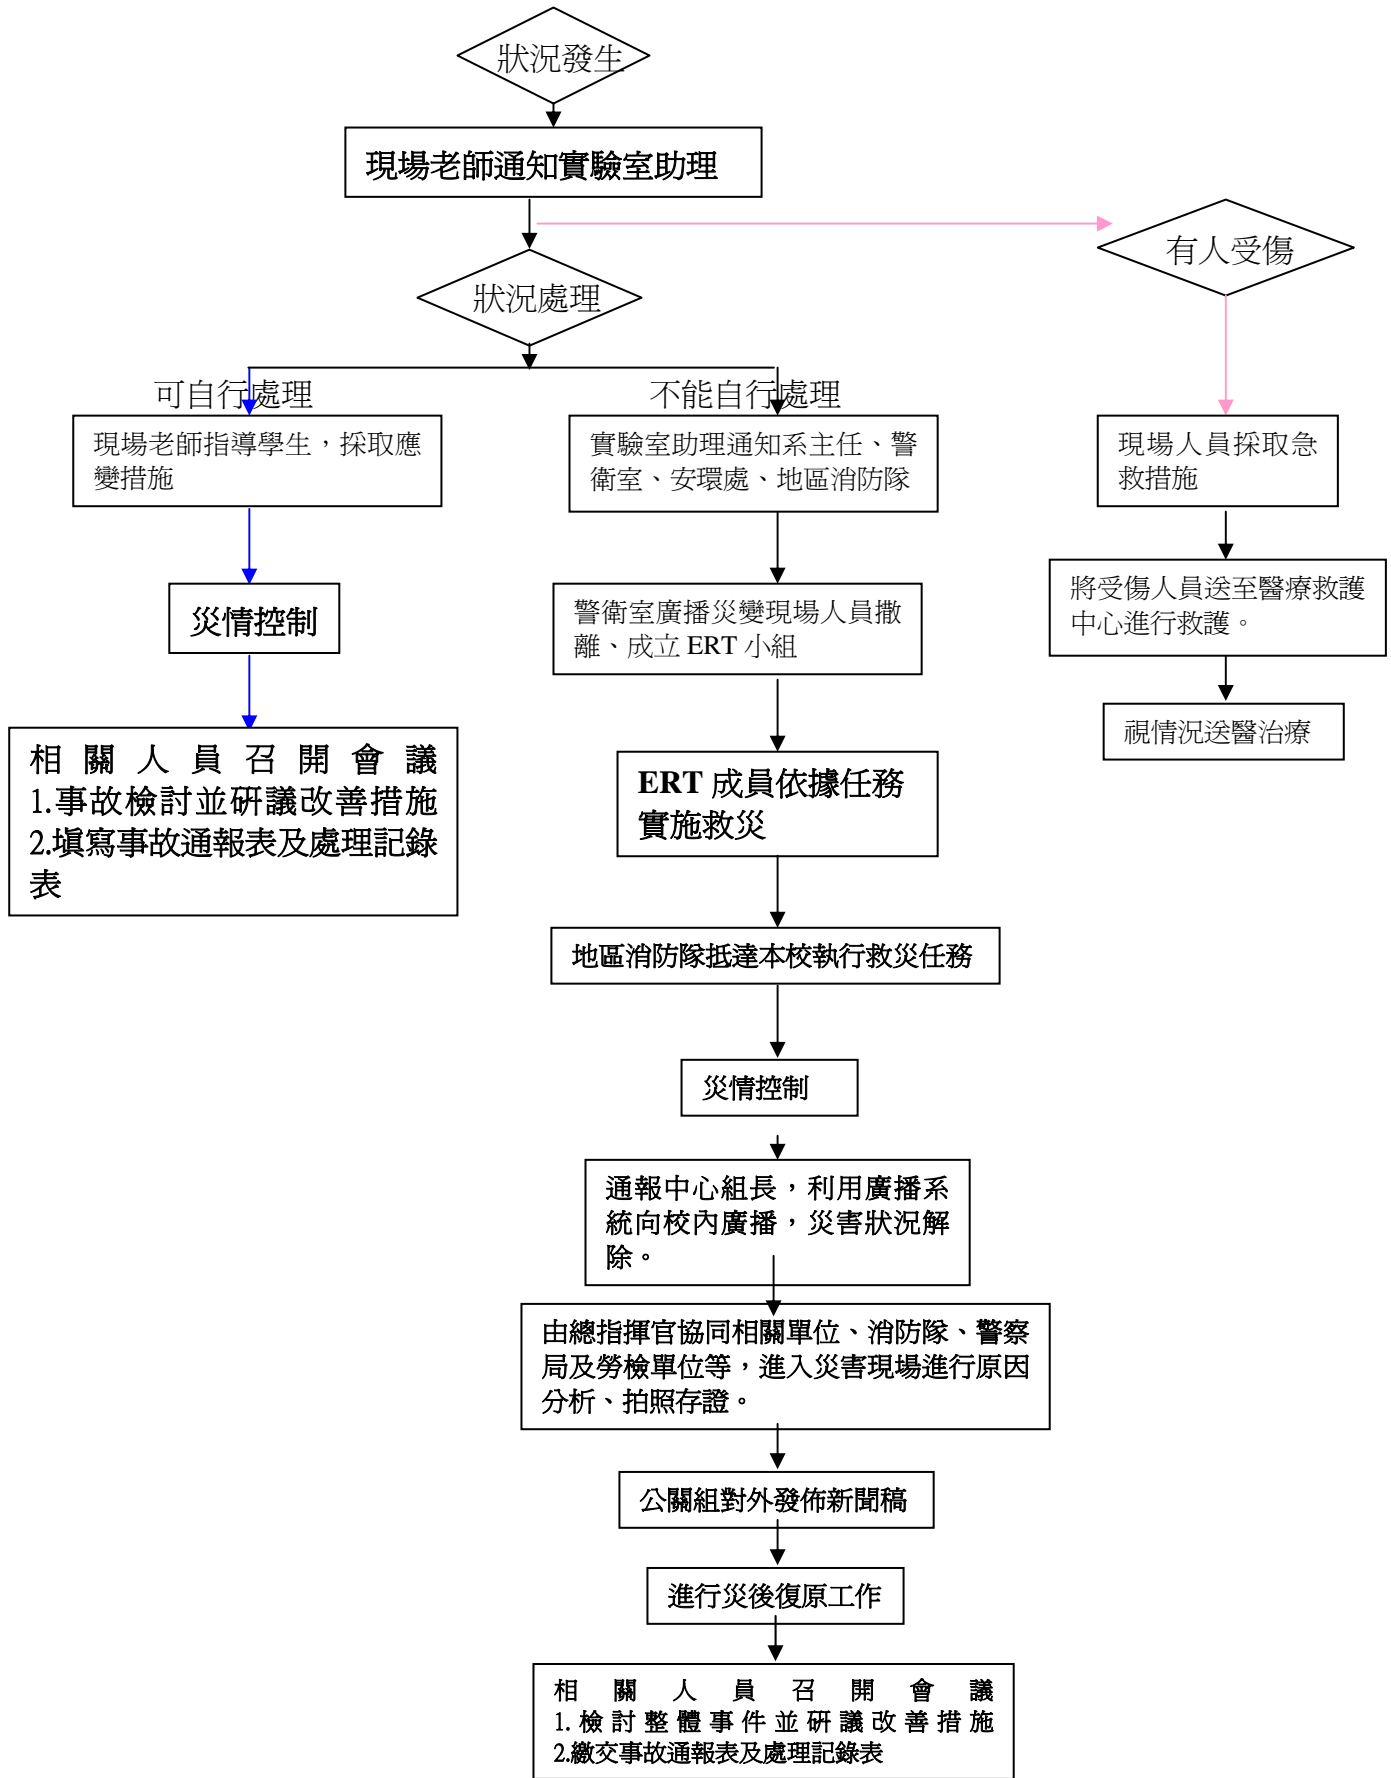 狀況發生
現場老師通知實驗室助理
有人受傷
狀況處理
可自行處理
不能自行處理
現場老師指導學生，採取應
變措施
實驗室助理通知系主任、警
衛室、安環處、地區消防隊
現場人員採取急
救措施
災情控制
警衛室廣播災變現場人員撤
離、成立 ERT 小組
將受傷人員送至醫療救護
中心進行救護。
視情況送醫治療
相關人員召開會議
1.事故檢討並研議改善措施
2.填寫事故通報表及處理記錄
表
ERT 成員依據任務
實施救災
地區消防隊抵達本校執行救災任務
災情控制
通報中心組長，利用廣播系
統向校內廣播，災害狀況解
除。
由總指揮官協同相關單位、消防隊、警察
局及勞檢單位等，進入災害現場進行原因
分析、拍照存證。
公關組對外發佈新聞稿
進行災後復原工作
相關人員召開會議
1.檢討整體事件並研議改善措施
2.繳交事故通報表及處理記錄表